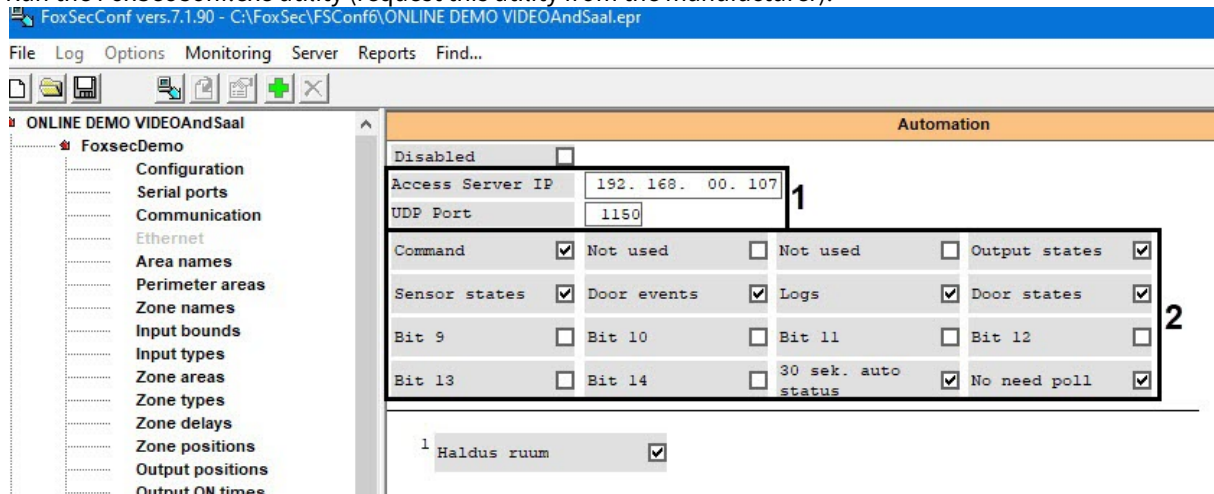 FoxSecConf vers.7.1.90 - C:\FoxSec\FSConf6\ONLINE DEMO VIDEOAndSaal.epr
File Log Options Monitoring Server Reports Find...
ONLINE DEMO VIDEOAndSaal
FoxsecDemo
Configuration
Serial ports
Communication
Ethernet
Area names
Perimeter areas
Zone names
Input bounds
Input types
Zone areas
Zone types
Zone delays
Zone positions
Output positions
Output ON times
Automation
Disabled
Access Server IP 192. 168. 00. 107
UDP Port 1150
1
Command Not used Not used Output states
Sensor states Door events Logs Door states
2
Bit 9 Bit 10 Bit 11 Bit 12
Bit 13 Bit 14 30 sek. auto status No need poll
1 Haldus ruum